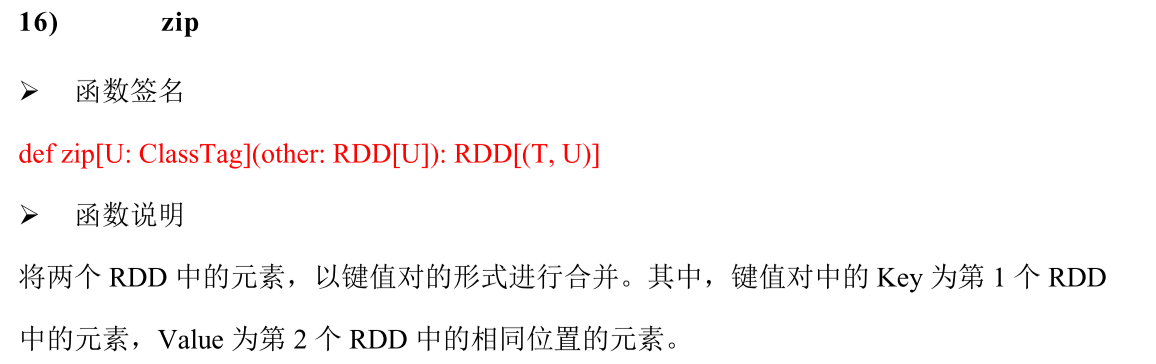 16) zip
➢ 函数签名
def zip[U: ClassTag](other: RDD[U]): RDD[(T, U)]
➢ 函数说明
将两个 RDD 中的元素，以键值对的形式进行合并。其中，键值对中的 Key 为第 1 个 RDD
中的元素，Value 为第 2 个 RDD 中的相同位置的元素。